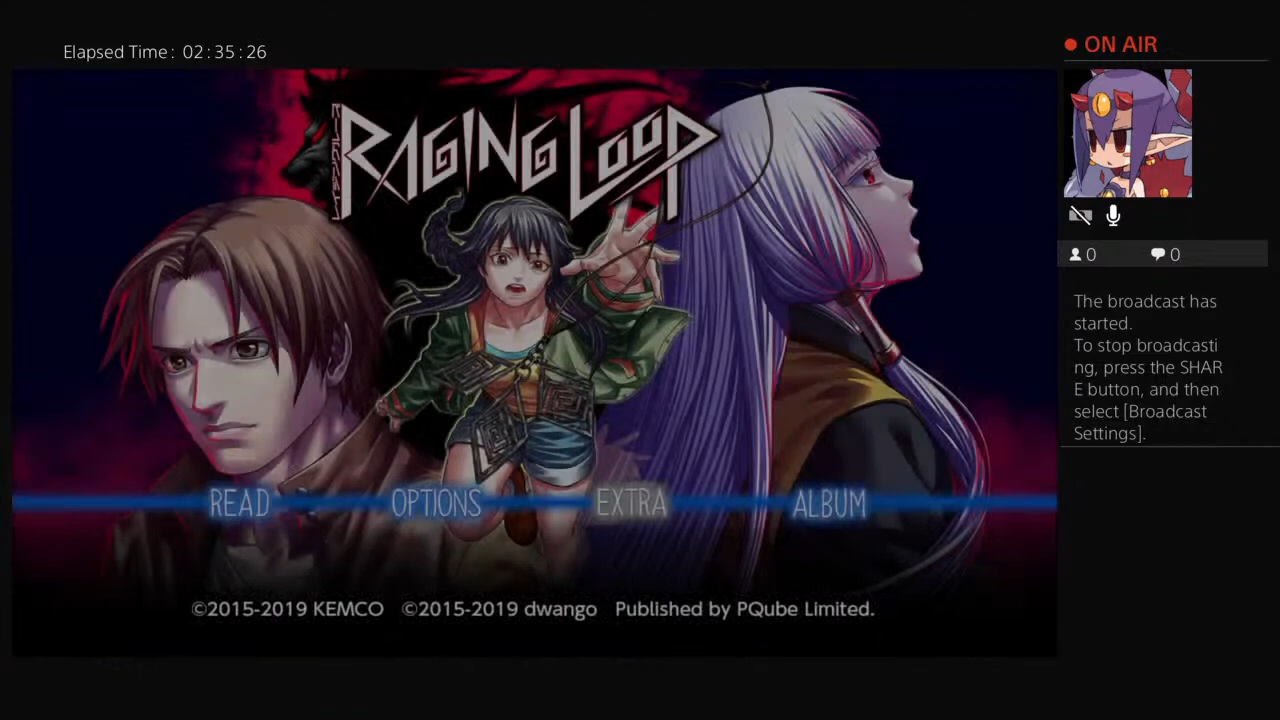 Elapsed Time: 02:35:26
ON AIR
RAGING LOOP
READ
OPTIONS
EXTRA
ALBUM
©2015-2019 KEMCO ©2015-2019 dwango Published by PQube Limited.
0
0
The broadcast has
started.
To stop broadcasti
ng, press the SHAR
E button, and then
select [Broadcast
Settings].